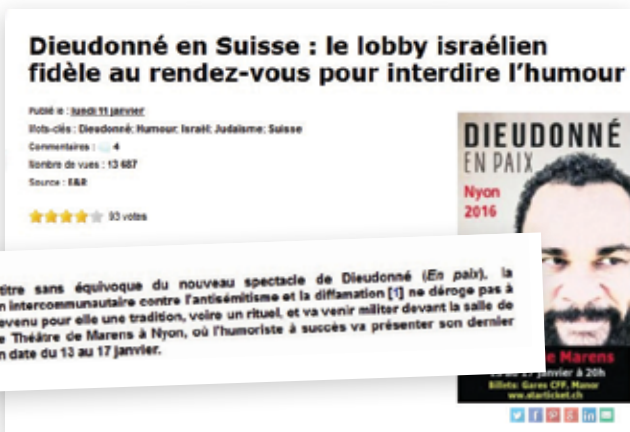 Dieudonné en Suisse : le lobby israélien
fidèle au rendez-vous pour interdire l’humour
Publié le : lundi 11 janvier
Mots-clés : Dieudonné; Humour; Israël; Judaïsme; Suisse
Commentaires : 4
Nombre de vues : 13 687
Source : E&R
93 votes
DIEUDONNÉ
EN PAIX
Nyon
2016
titre sans équivoque du nouveau spectacle de Dieudonné (En paix), la
n intercommunautaire contre l’antisémitisme et la diffamation [1] ne déroge pas à
evenu pour elle une tradition, voire un rituel, et va venir militer devant la salle de
e Théâtre de Marens à Nyon, où l’humoriste à succès va présenter son dernier
n date du 13 au 17 janvier.
e Marens
17 janvier à 20h
Billets: Gares CFF, Manor
www.starticket.ch